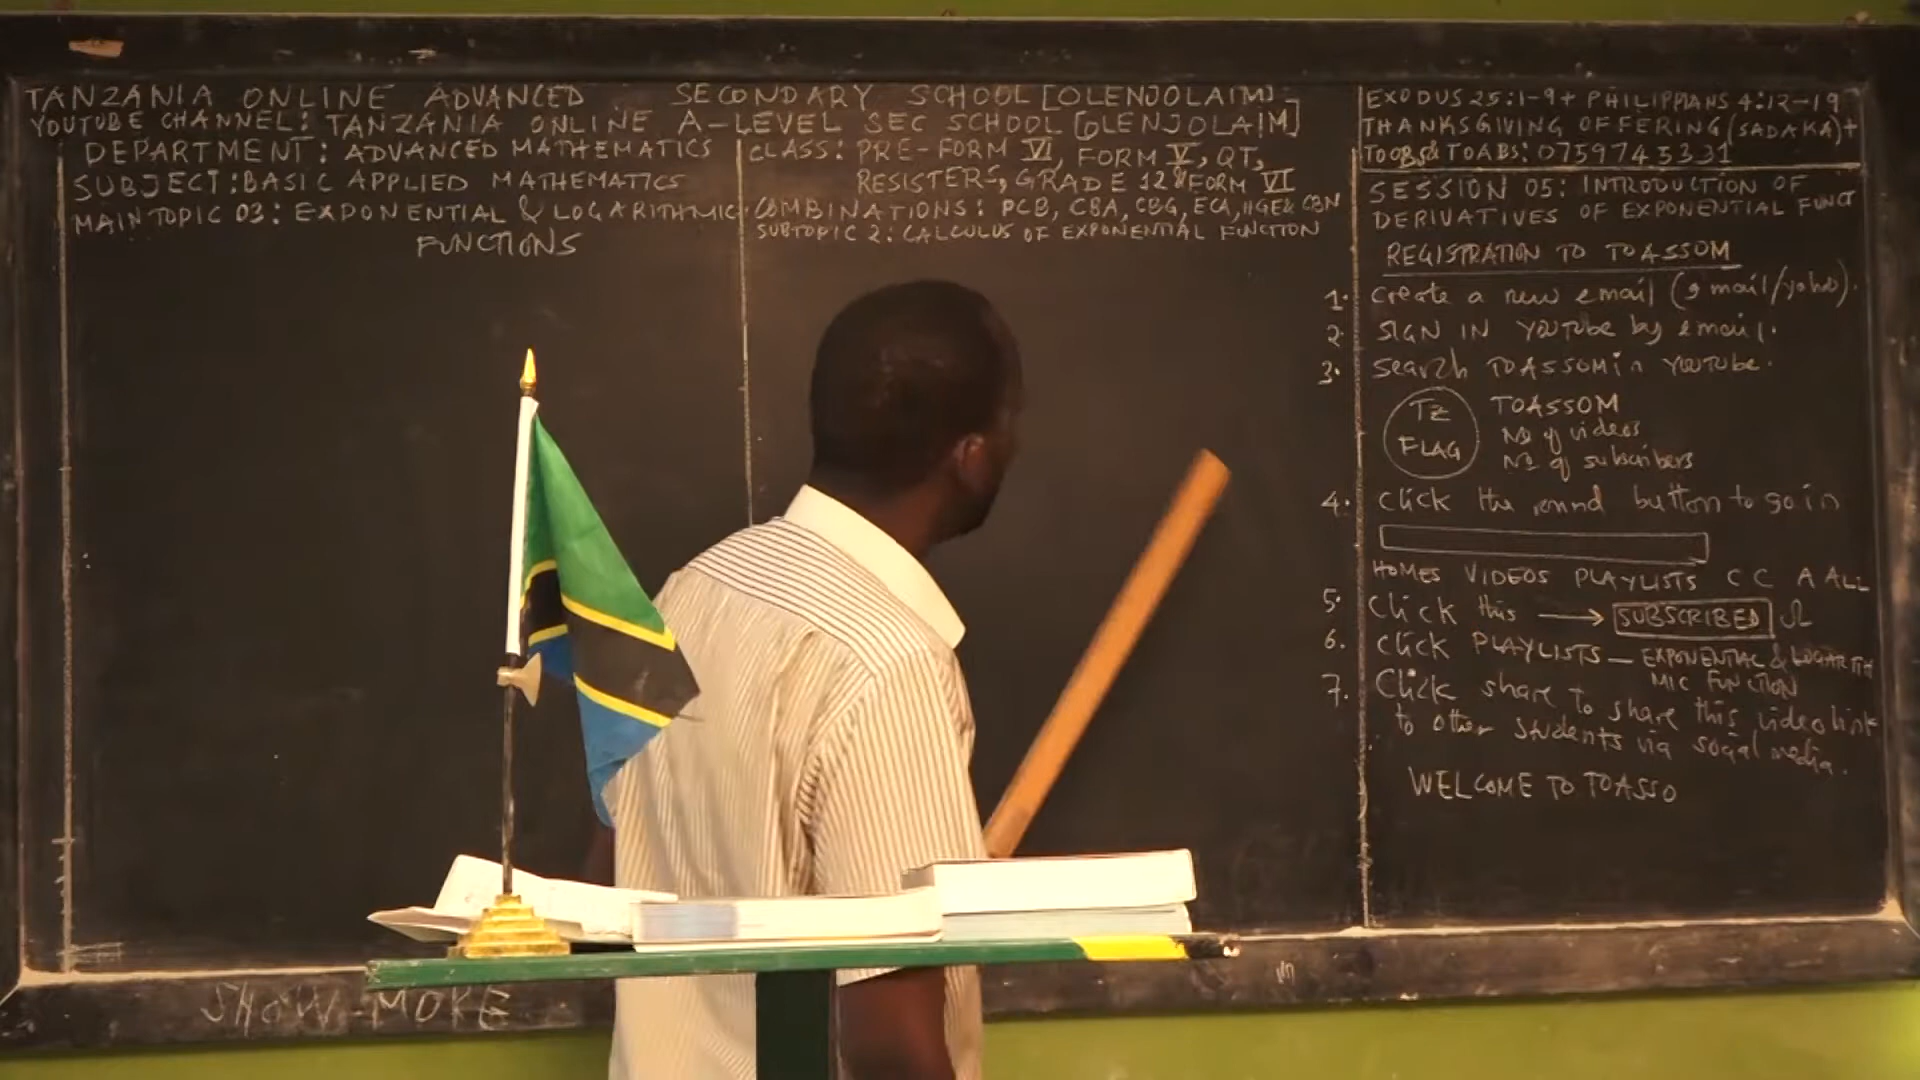 TANZANIA ONLINE ADVANCED SECONDARY SCHOOL [OLENJOLAIM]
YOUTUBE CHANNEL: TANZANIA ONLINE A-LEVEL SEC SCHOOL [OLENJOLAIM]
DEPARTMENT: ADVANCED MATHEMATICS
SUBJECT: BASIC APPLIED MATHEMATICS
MAIN TOPIC 03: EXPONENTIAL & LOGARITHMIC
FUNCTIONS
CLASS: PRE-FORM VI, FORM V, QT,
RESISTERS, GRADE 12 & FORM VI
COMBINATIONS: PCB, CBA, CBG, ECA, HGE & CBN
SUBTOPIC 2: CALCULUS OF EXPONENTIAL FUNCTION
EXODUS 25:1-9 + PHILIPPIANS 4:12-19
THANKSGIVING OFFERING (SADAKA) +
TOABS: 0759745331
SESSION 05: INTRODUCTION OF
DERIVATIVES OF EXPONENTIAL FUNCT
REGISTRATION TO TOASSOM
1. Create a new email (gmail/yahoo).
2. SIGN IN YOUTUBE by email.
3. Search TOASSOM in YOUTUBE.
TZ
FLAG
TOASSOM
No of videos
No of subscribers
4. Click the round button to go in
HOMES VIDEOS PLAYLISTS C C A ALL
5. Click this → SUBSCRIBED
6. Click PLAYLISTS - EXPONENTIAL & LOGARITH
MIC FUNCTION
7. Click share to share this video link
to other students via social media.
WELCOME TO TOASSO
SHOW-MOKE